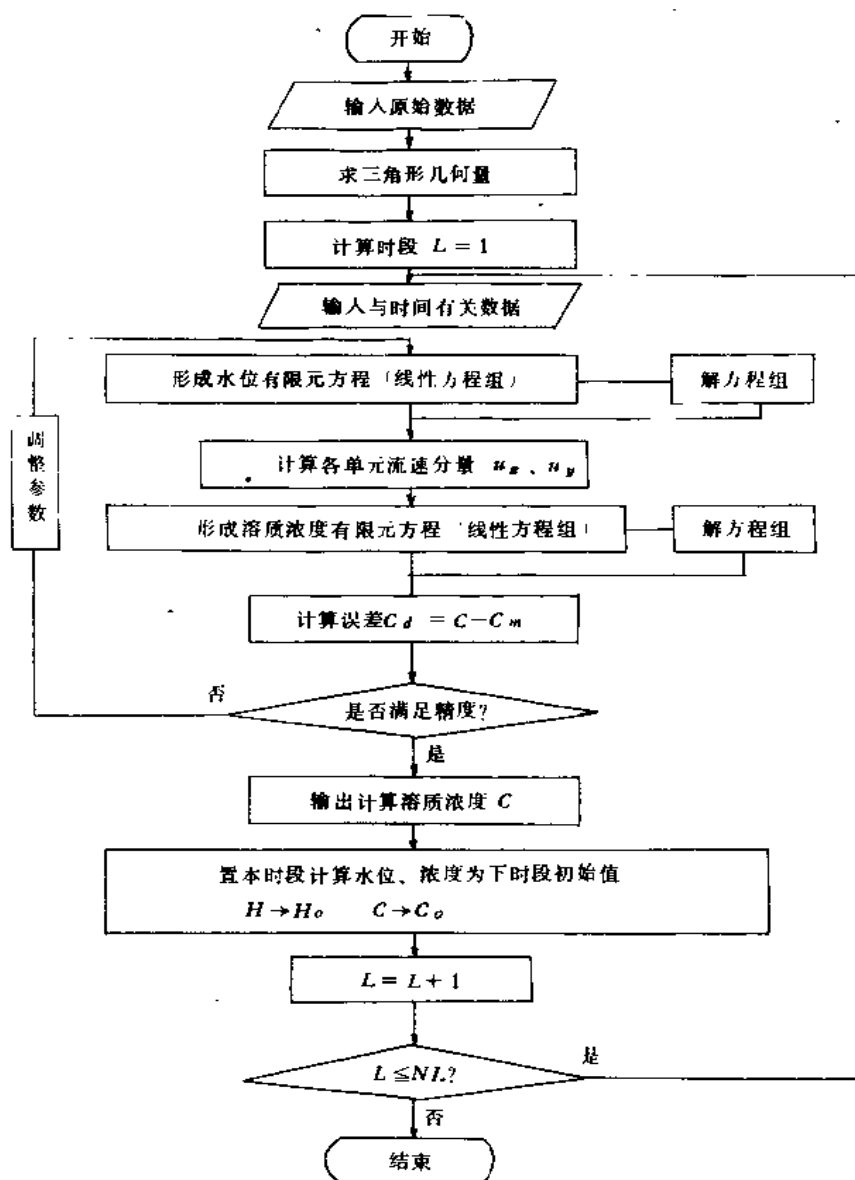 开始
输入原始数据
求三角形几何量
计算时段 L = 1
输入与时间有关数据
形成水位有限元方程「线性方程组）
解方程组
调整参数
计算各单元流速分量 u_x、u_y
形成溶质浓度有限元方程「线性方程组）
解方程组
计算误差C_d = C-C_m
否
是否满足精度?
是
输出计算溶质浓度 C
置本时段计算水位、浓度为下时段初始值
H→H_0 C→C_0
L = L + 1
L≦NL?
是
否
结束